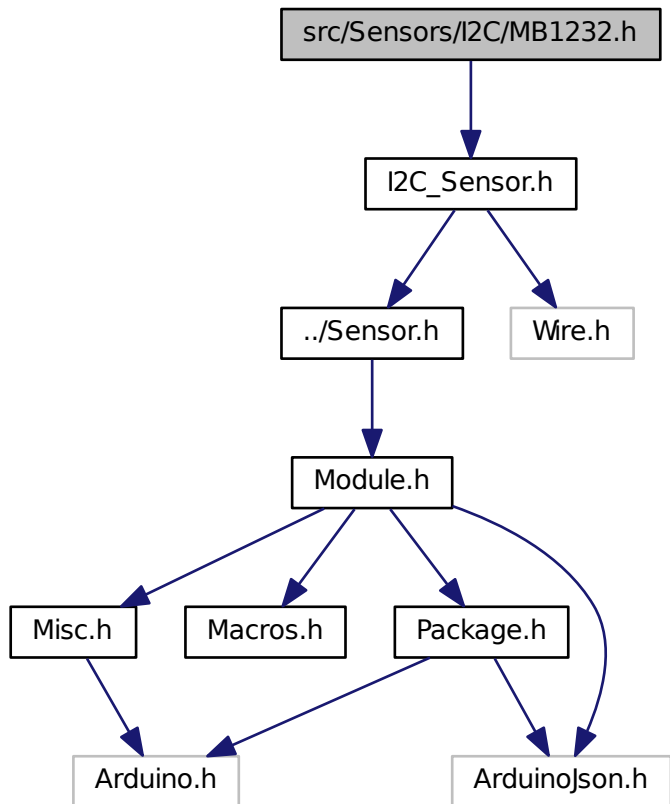 src/Sensors/I2C/MB1232.h
I2C_Sensor.h
../Sensor.h
Wire.h
Module.h
Misc.h
Macros.h
Package.h
Arduino.h
ArduinoJson.h